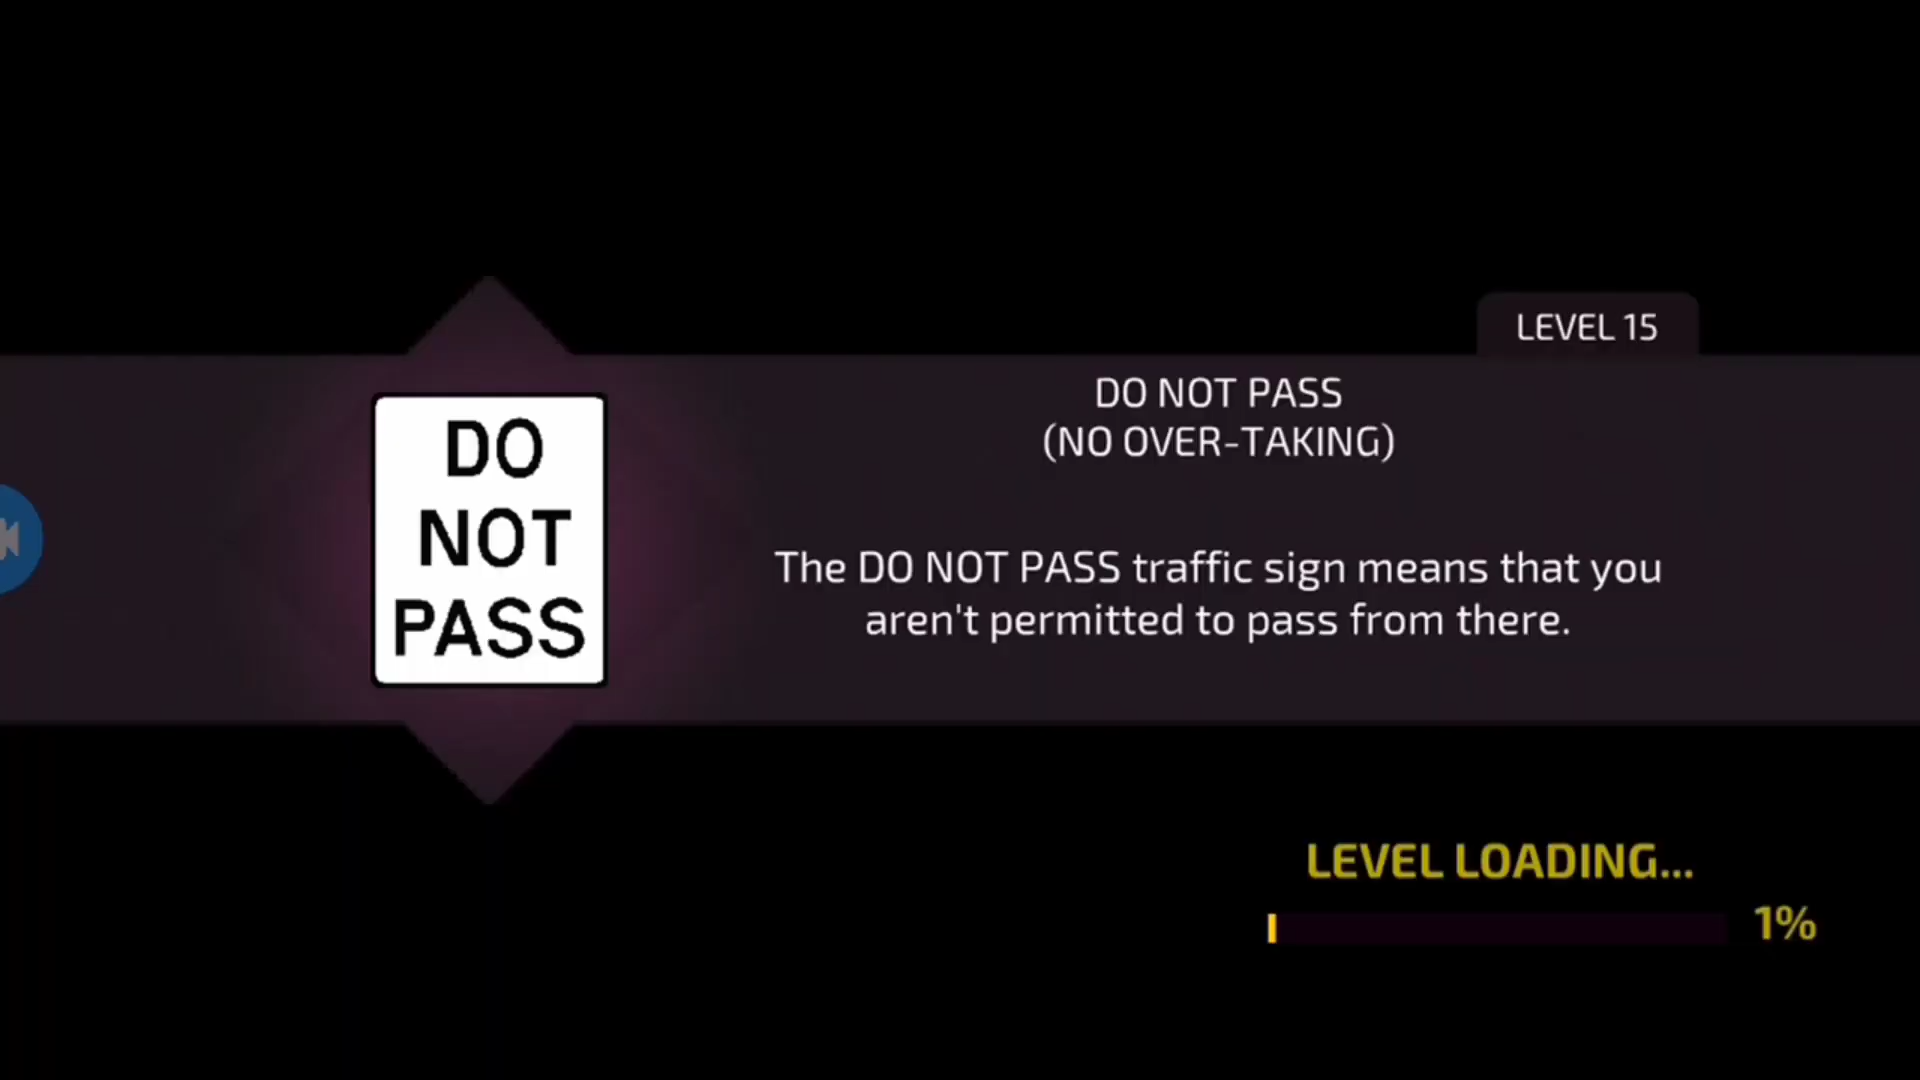 LEVEL 15
DO
NOT
PASS
DO NOT PASS
(NO OVER-TAKING)
The DO NOT PASS traffic sign means that you
aren't permitted to pass from there.
LEVEL LOADING...
1%